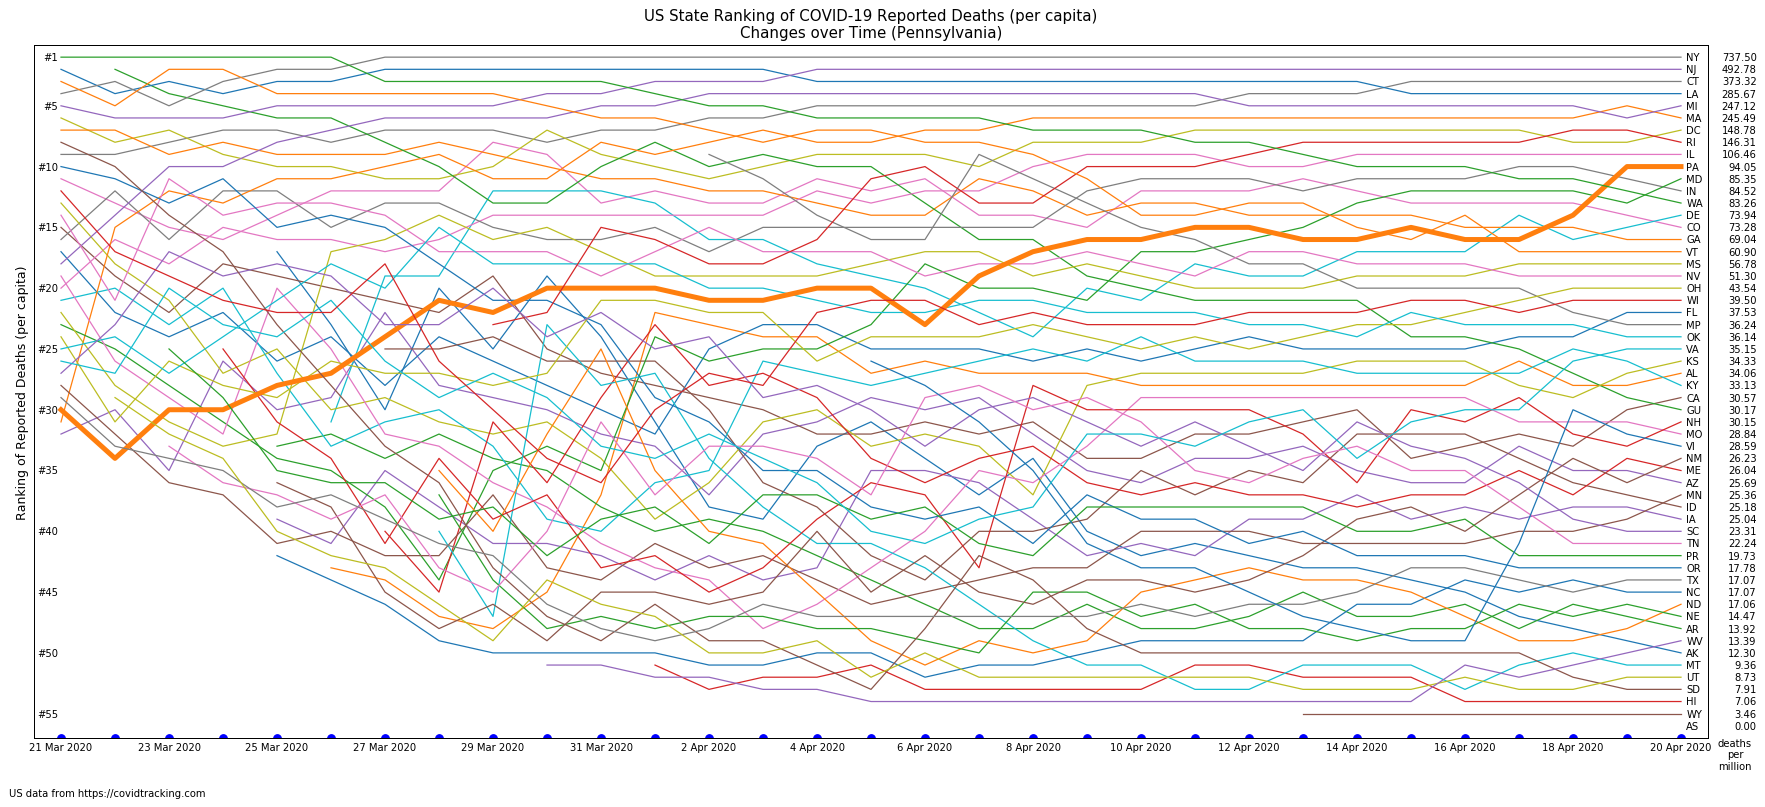 US State Ranking of COVID-19 Reported Deaths (per capita)
Changes over Time (Pennsylvania)
Ranking of Reported Deaths (per capita)
#1
#5
#10
#15
#20
#25
#30
#35
#40
#45
#50
#55
NY 737.50
NJ 492.78
CT 373.32
LA 285.67
MI 247.12
MA 245.49
DC 148.78
RI 146.31
IL 106.46
PA 94.05
MD 85.35
IN 84.52
WA 83.26
DE 73.94
CO 73.28
GA 69.04
VT 60.90
MS 56.78
NV 51.30
OH 43.54
WI 39.50
FL 37.53
MP 36.24
OK 36.14
VA 35.15
KS 34.33
AL 34.06
KY 33.13
CA 30.57
GU 30.17
NH 30.15
MO 28.84
VI 28.59
NM 26.23
ME 26.04
AZ 25.69
MN 25.36
ID 25.18
IA 25.04
SC 23.31
TN 22.24
PR 19.73
OR 17.78
TX 17.07
NC 17.07
ND 17.06
NE 14.47
AR 13.92
WV 13.39
AK 12.30
MT 9.36
UT 8.73
SD 7.91
HI 7.06
WY 3.46
AS 0.00
21 Mar 2020 23 Mar 2020 25 Mar 2020 27 Mar 2020 29 Mar 2020 31 Mar 2020 2 Apr 2020 4 Apr 2020 6 Apr 2020 8 Apr 2020 10 Apr 2020 12 Apr 2020 14 Apr 2020 16 Apr 2020 18 Apr 2020 20 Apr 2020
deaths
per
million
US data from https://covidtracking.com